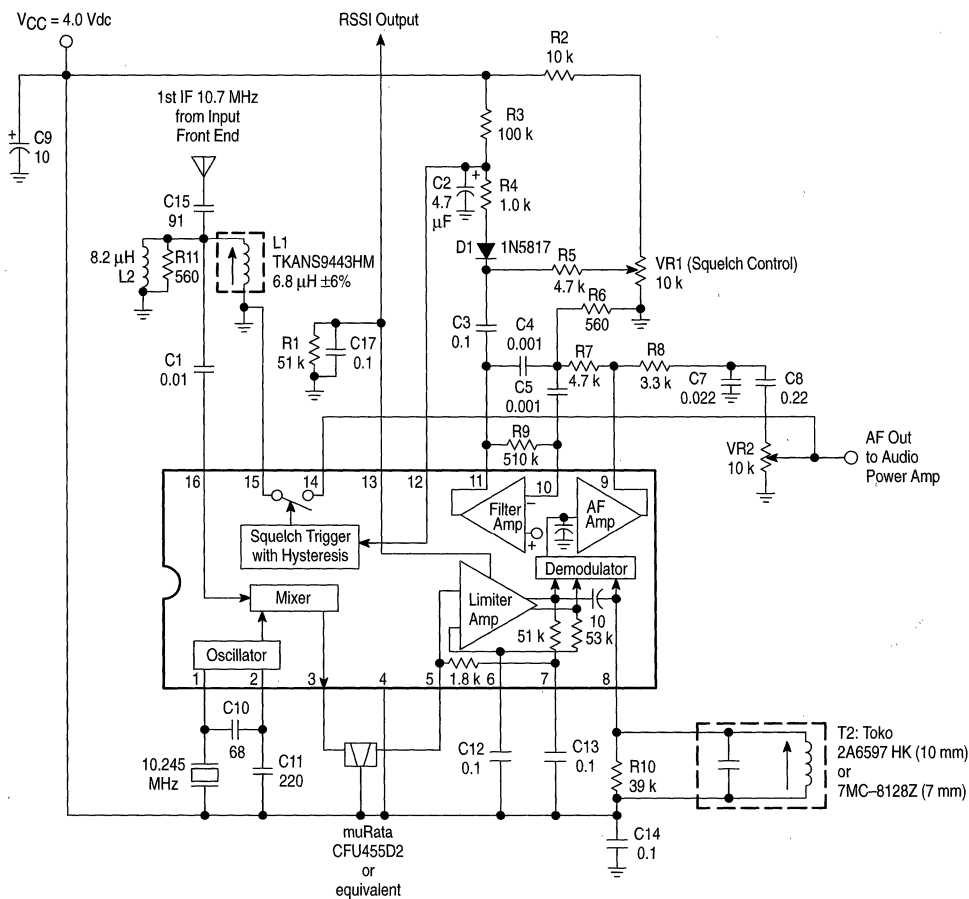 VCC = 4.0 Vdc
RSSI Output
R2
10 k
1st IF 10.7 MHz
from Input
Front End
+
C9
10
R3
100 k
C2
4.7
µF
+
R4
1.0 k
C15
91
D1
1N5817
8.2 µH
L2
R11
560
L1
TKANS9443HM
6.8 µH ±6%
R5
4.7 k
VR1 (Squelch Control)
10 k
R6
560
C3
0.1
C4
0.001
R1
51 k
C17
0.1
C1
0.01
R7
4.7 k
R8
3.3 k
C5
0.001
C7
0.022
C8
0.22
R9
510 k
VR2
10 k
AF Out
to Audio
Power Amp
16
15
14
13
12
11
10
9
Filter
Amp
–
+
AF
Amp
Squelch Trigger
with Hysteresis
Demodulator
Mixer
Limiter
Amp
10
51 k
53 k
Oscillator
1.8 k
1
2
3
4
5
6
7
8
C10
68
10.245
MHz
C11
220
C12
0.1
C13
0.1
R10
39 k
T2: Toko
2A6597 HK (10 mm)
or
7MC–8128Z (7 mm)
muRata
CFU455D2
or
equivalent
C14
0.1